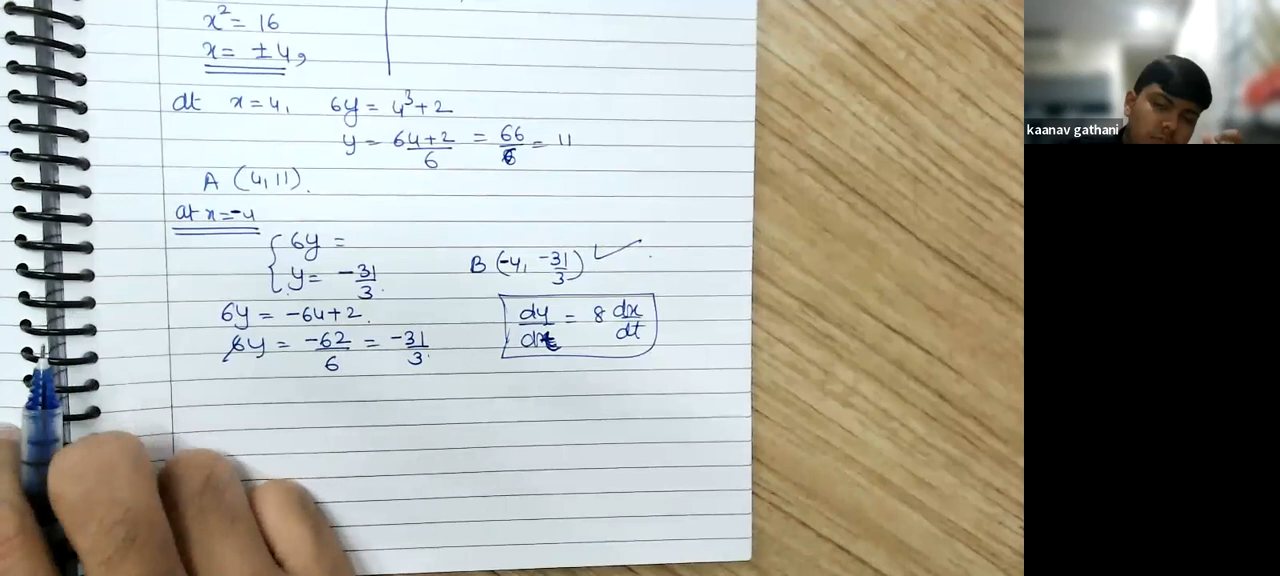 x² = 16
x = ±4,
at x=4, 6y = 4³+2
y = 64+2/6 = 66/6 = 11
A (4,11).
at x=-4
6y =
y = -31/3.
B (-4, -31/3)
6y = -64+2.
6y = -62/6 = -31/3.
dy/dt = 8 dx/dt
kaanav gathani